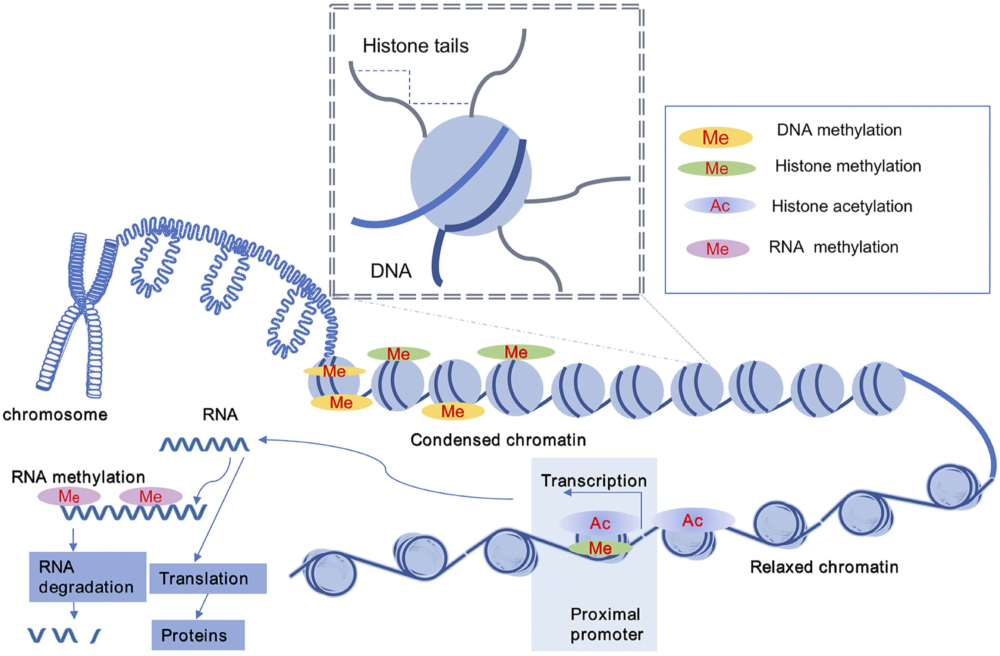 Histone tails
DNA
Me DNA methylation
Me Histone methylation
Ac Histone acetylation
Me RNA methylation
Me
Me
Me
Me
Me
chromosome
RNA
Condensed chromatin
RNA methylation
Me
Me
Transcription
Ac
Ac
Me
Relaxed chromatin
RNA
degradation
Translation
Proteins
Proximal
promoter